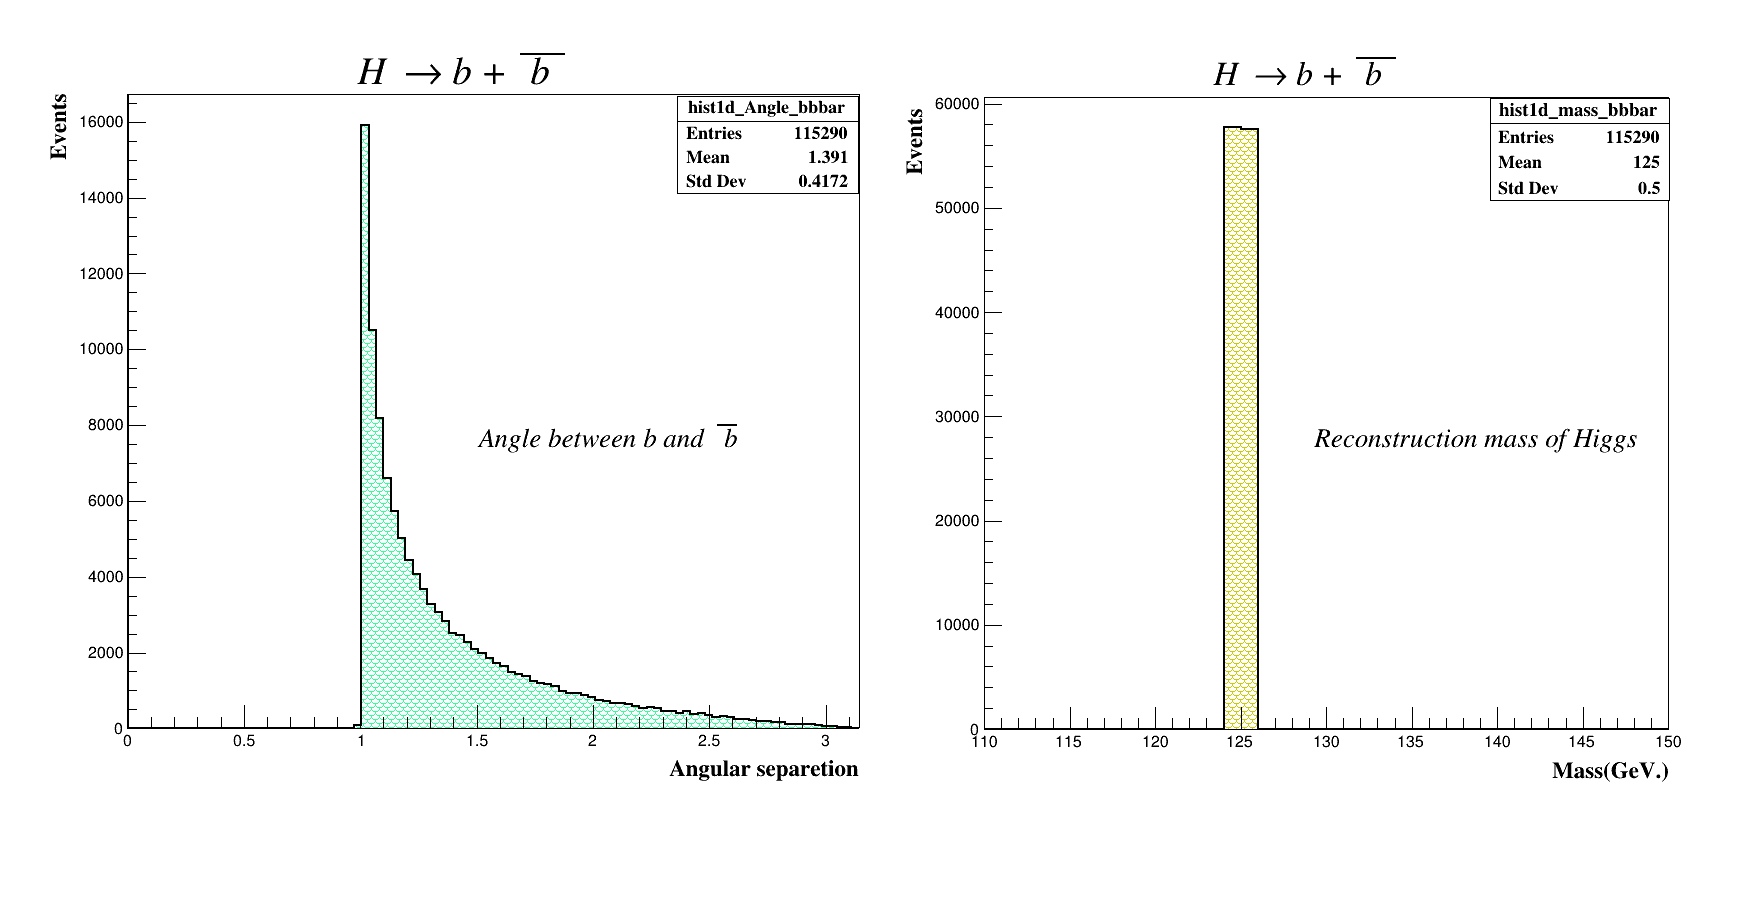 H → b + b̅
Events
hist1d_Angle_bbbar
Entries 115290
Mean 1.391
Std Dev 0.4172
16000
14000
12000
10000
8000
6000
4000
2000
0
Angle between b and b̅
0 0.5 1 1.5 2 2.5 3
Angular separetion
H → b + b̅
Events
hist1d_mass_bbbar
Entries 115290
Mean 125
Std Dev 0.5
60000
50000
40000
30000
20000
10000
0
Reconstruction mass of Higgs
110 115 120 125 130 135 140 145 150
Mass(GeV.)